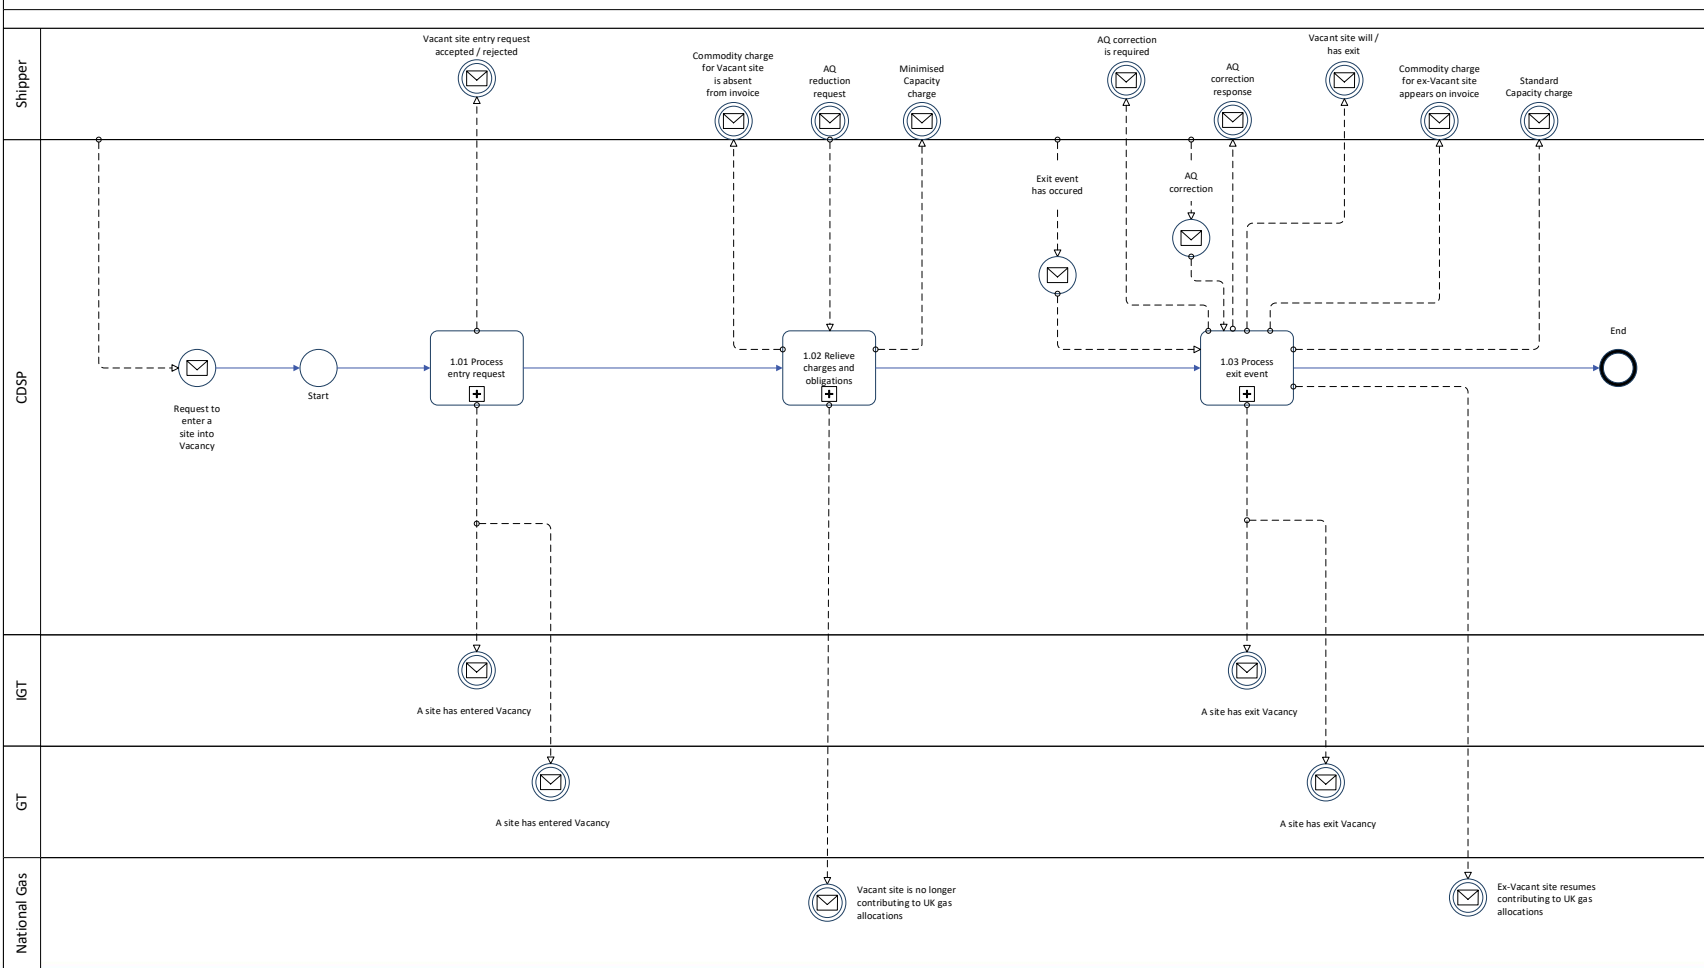 Shipper
Vacant site entry request
accepted / rejected
Commodity charge
for Vacant site
is absent
from invoice
AQ
reduction
request
Minimised
Capacity
charge
AQ correction
is required
AQ
correction
response
Vacant site will /
has exit
Commodity charge
for ex-Vacant site
appears on invoice
Standard
Capacity charge
CDSP
Exit event
has occured
AQ
correction
Request to
enter a
site into
Vacancy
Start
1.01 Process
entry request
1.02 Relieve
charges and
obligations
1.03 Process
exit event
End
IGT
A site has entered Vacancy
A site has exit Vacancy
GT
A site has entered Vacancy
A site has exit Vacancy
National Gas
Vacant site is no longer
contributing to UK gas
allocations
Ex-Vacant site resumes
contributing to UK gas
allocations